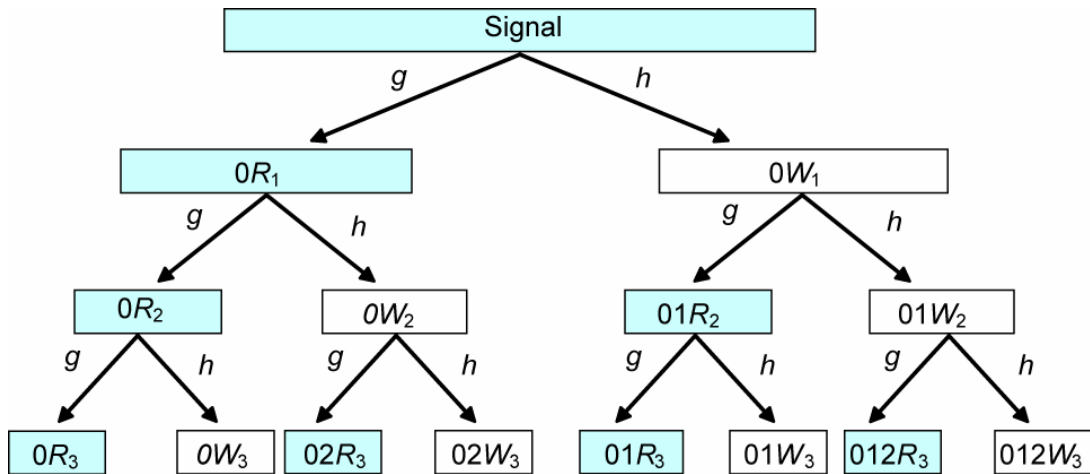 Signal
g h
0R₁ 0W₁
g h g h
0R₂ 0W₂ 01R₂ 01W₂
g h g h g h g h
0R₃ 0W₃ 02R₃ 02W₃ 01R₃ 01W₃ 012R₃ 012W₃